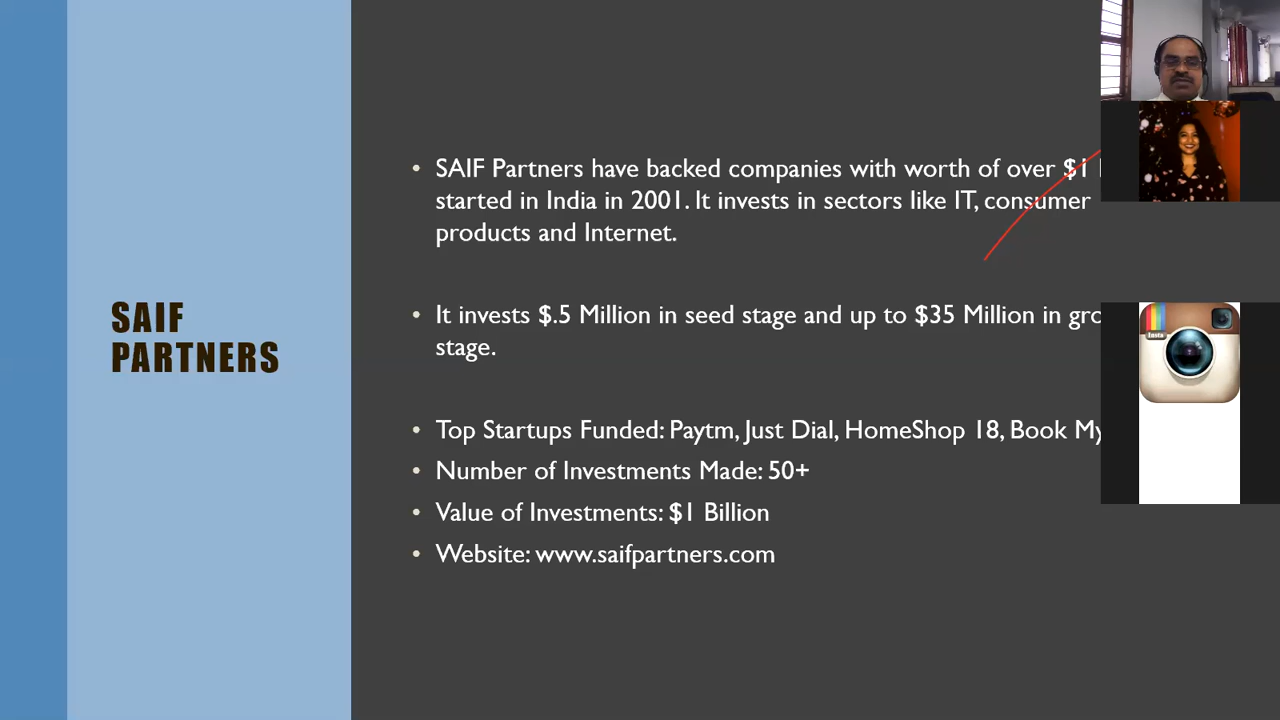 SAIF Partners have backed companies with worth of over $1
started in India in 2001. It invests in sectors like IT, consumer
products and Internet.
It invests $.5 Million in seed stage and up to $35 Million in gro
stage.
SAIF
PARTNERS
Top Startups Funded: Paytm, Just Dial, HomeShop 18, Book My
Number of Investments Made: 50+
Value of Investments: $1 Billion
Website: www.saifpartners.com
Insta